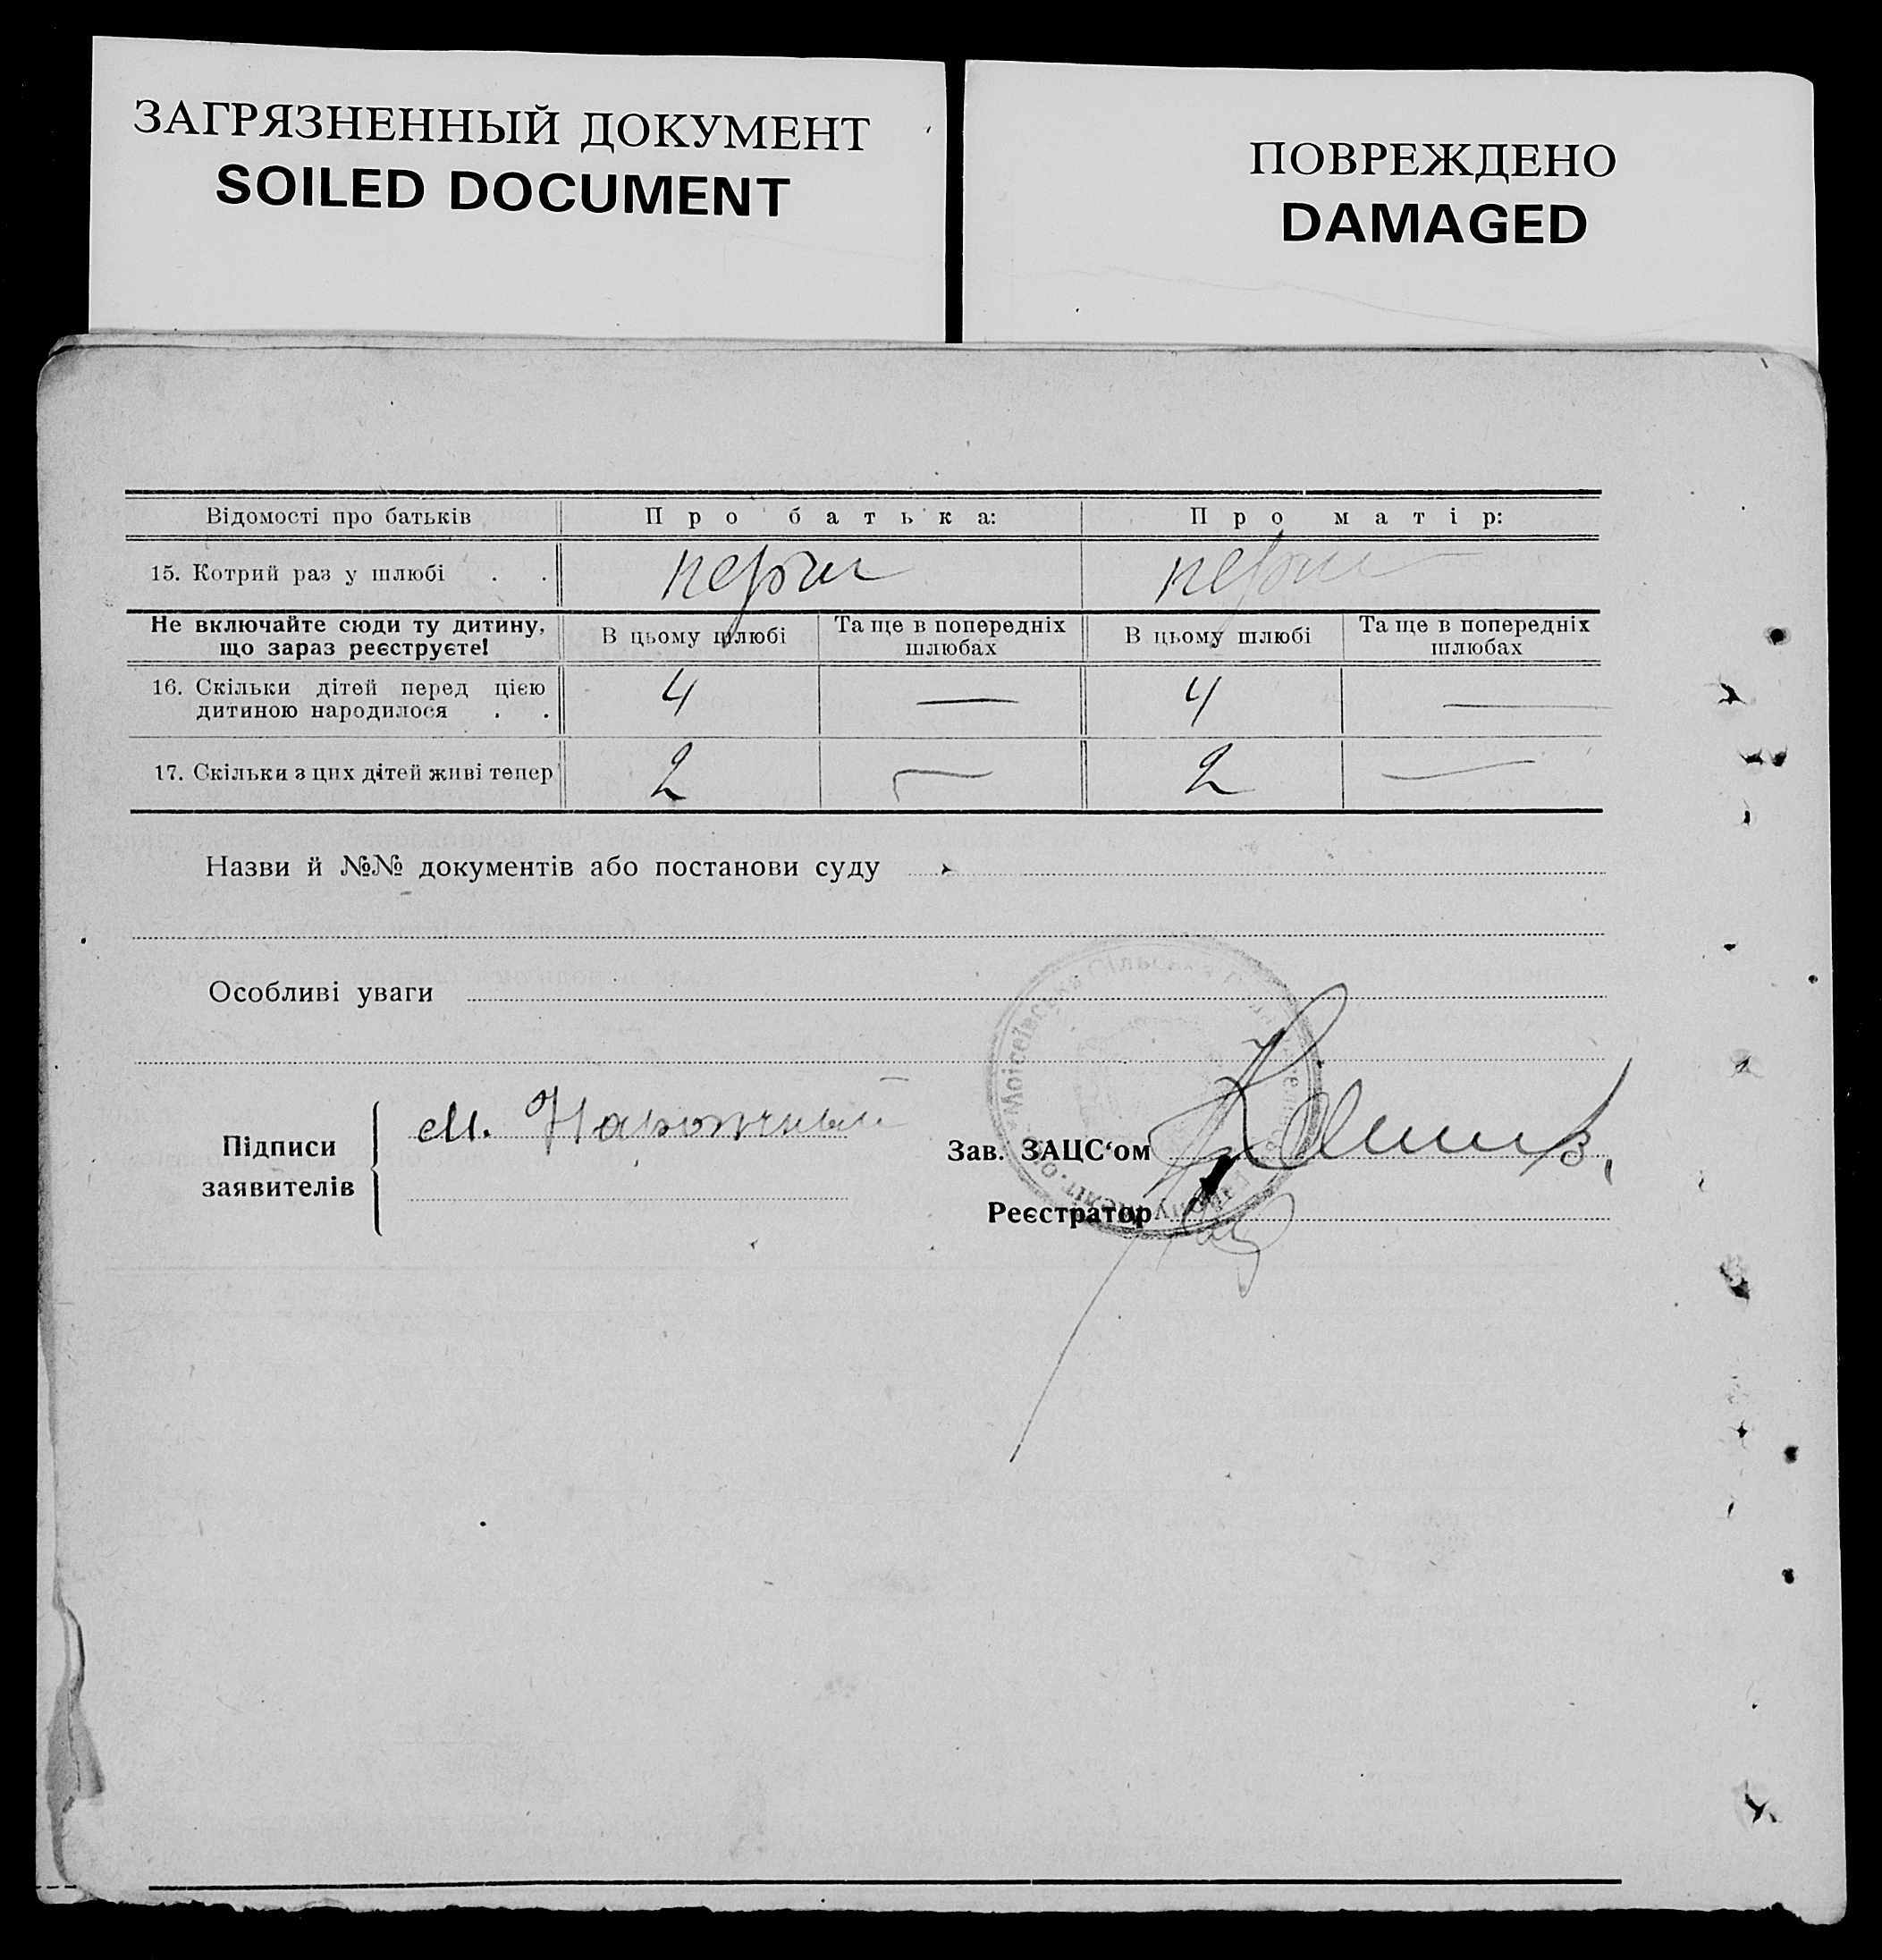 ЗАГРЯЗНЕННЫЙ ДОКУМЕНТ
SOILED DOCUMENT
ПОВРЕЖДЕНО
DAMAGED
Відомості про батьків Про батька: Про матір:
15. Котрий раз у шлюбі . . перш перш
Не включайте сюди ту дитину, що зараз реєструєте! В цьому шлюбі Та ще в попередніх шлюбах В цьому шлюбі Та ще в попередніх шлюбах
16. Скільки дітей перед цією дитиною народилося . . 4 — 4 —
17. Скільки з цих дітей живі тепер 2 — 2 —
Назви й №№ документів або постанови суду
Особливі уваги
Моісеївська Сільська
Підписи заявителів
М.
Зав. ЗАЦС‘ом
Реєстратор